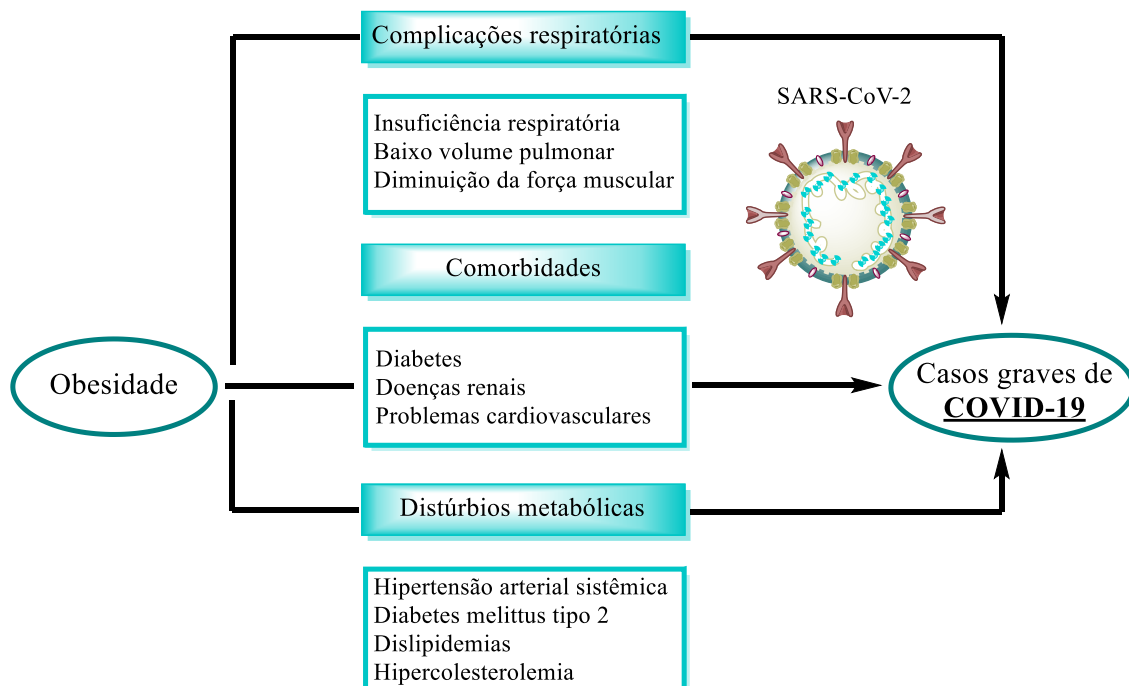 Complicações respiratórias
SARS-CoV-2
Insuficiência respiratória
Baixo volume pulmonar
Diminuição da força muscular
Comorbidades
Obesidade
Diabetes
Doenças renais
Problemas cardiovasculares
Casos graves de
COVID-19
Distúrbios metabólicas
Hipertensão arterial sistêmica
Diabetes melittus tipo 2
Dislipidemias
Hipercolesterolemia